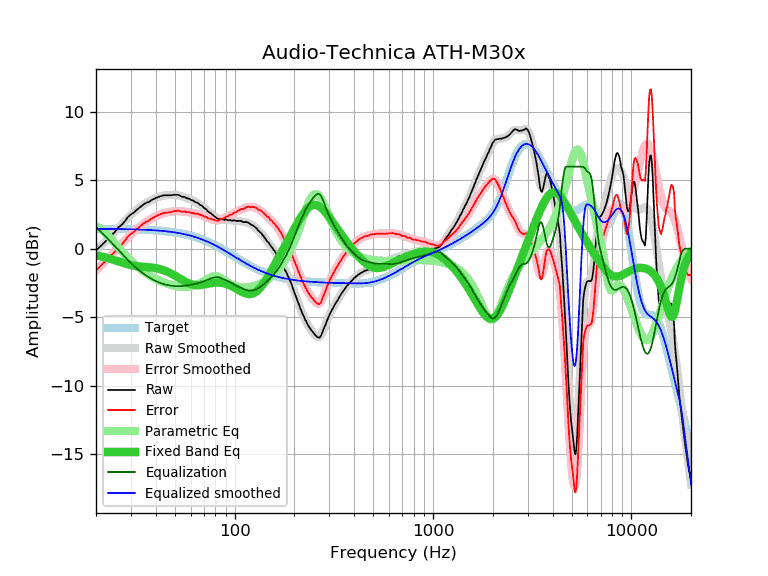 Audio-Technica ATH-M30x
Amplitude (dBr)
10
5
0
−5
−10
−15
Target
Raw Smoothed
Error Smoothed
Raw
Error
Parametric Eq
Fixed Band Eq
Equalization
Equalized smoothed
100 1000 10000
Frequency (Hz)